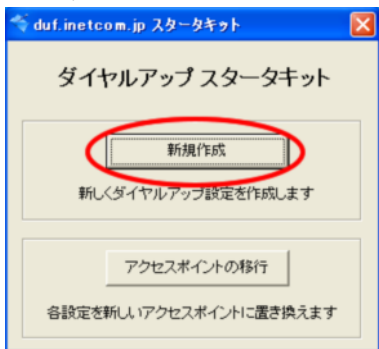 duf.inetcom.jp スタータキット
ダイヤルアップ スタータキット
新規作成
新しくダイヤルアップ設定を作成します
アクセスポイントの移行
各設定を新しいアクセスポイントに置き換えます